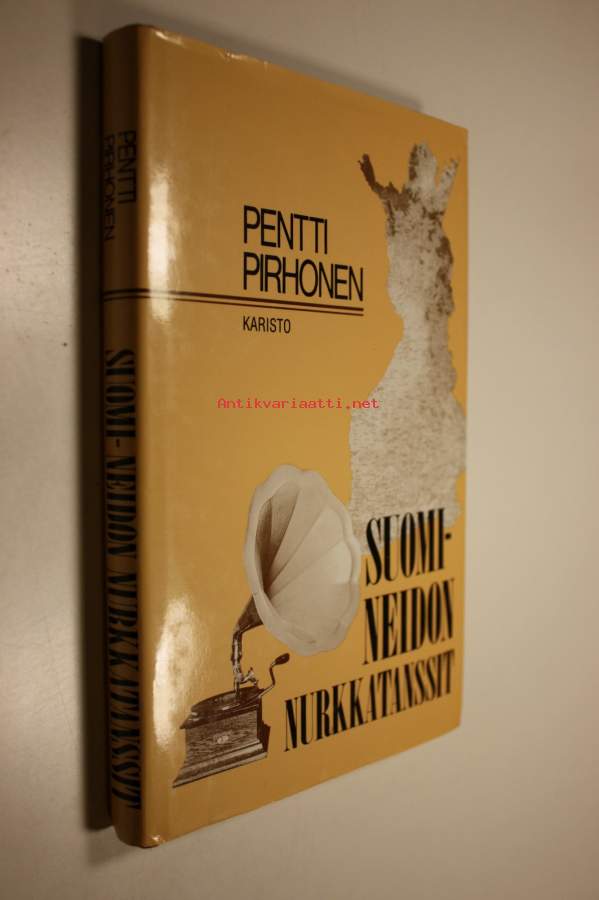 PENTTI
PIRHONEN
SUOMI-NEIDON NURKKATANSSIT
PENTTI
PIRHONEN
KARISTO
Antikvariaatti.net
SUOMI-
NEIDON
NURKKATANSSIT